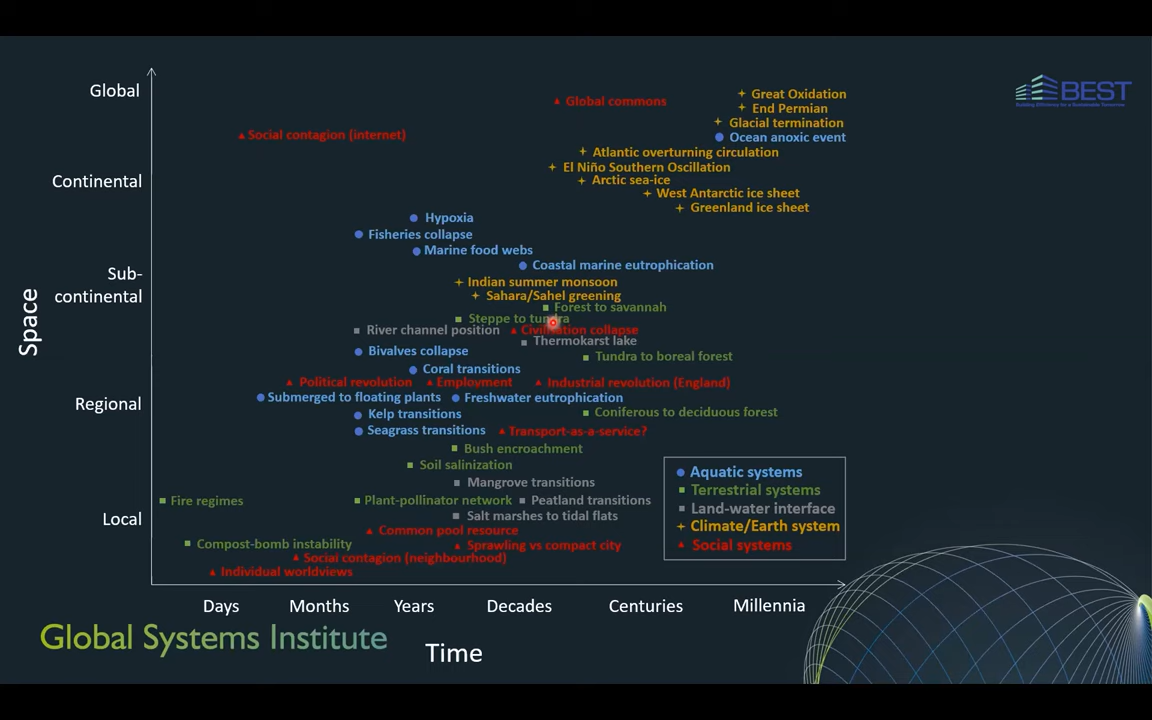 Global
Global commons
Great Oxidation
End Permian
Glacial termination
Ocean anoxic event
BEST
Building Efficiency for a Sustainable Tomorrow
Social contagion (internet)
Atlantic overturning circulation
El Niño Southern Oscillation
Continental
Arctic sea-ice
West Antarctic ice sheet
Greenland ice sheet
Hypoxia
Fisheries collapse
Marine food webs
Coastal marine eutrophication
Sub-
continental
Indian summer monsoon
Sahara/Sahel greening
Forest to savannah
Steppe to tundra
River channel position
Civilisation collapse
Thermokarst lake
Space
Bivalves collapse
Tundra to boreal forest
Coral transitions
Political revolution
Employment
Industrial revolution (England)
Regional
Submerged to floating plants
Freshwater eutrophication
Kelp transitions
Coniferous to deciduous forest
Seagrass transitions
Transport-as-a-service?
Bush encroachment
Soil salinization
Mangrove transitions
Fire regimes
Plant-pollinator network
Peatland transitions
Local
Salt marshes to tidal flats
Common pool resource
Compost-bomb instability
Sprawling vs compact city
Social contagion (neighbourhood)
Individual worldviews
Aquatic systems
Terrestrial systems
Land-water interface
Climate/Earth system
Social systems
Days
Months
Years
Decades
Centuries
Millennia
Global Systems Institute
Time